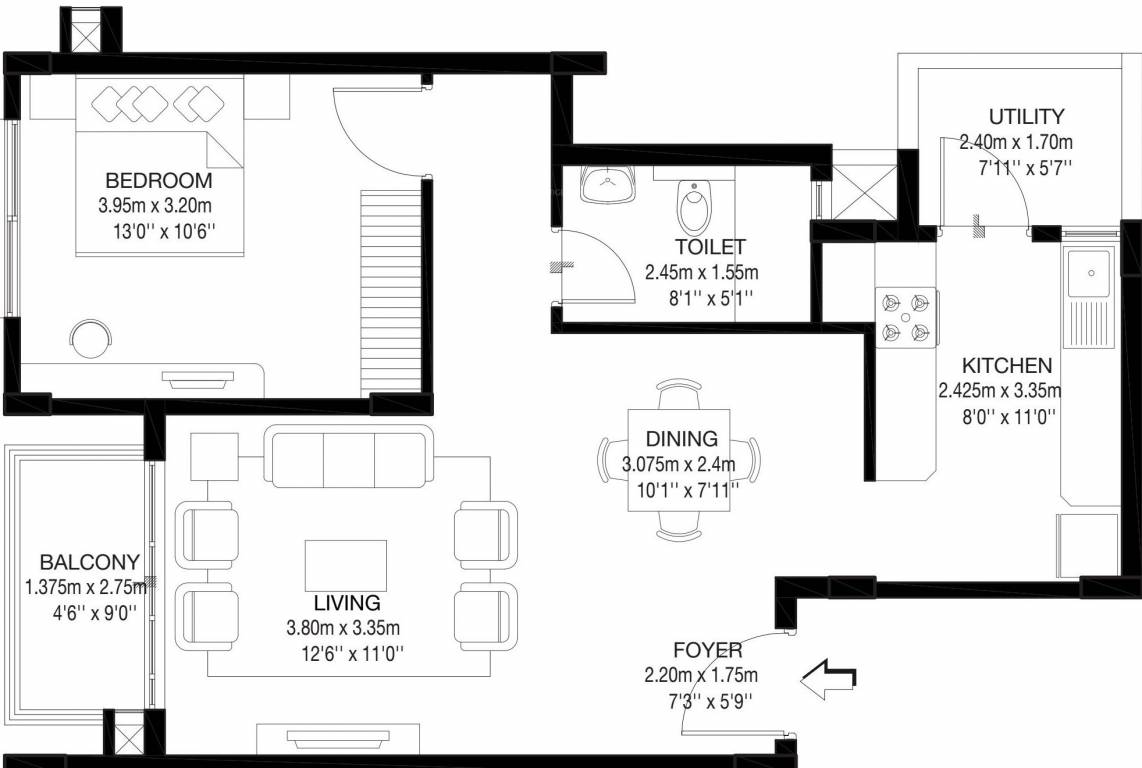 UTILITY
2.40m x 1.70m
7'11'' x 5'7''
BEDROOM
3.95m x 3.20m
13'0'' x 10'6''
TOILET
2.45m x 1.55m
8'1'' x 5'1''
KITCHEN
2.425m x 3.35m
8'0'' x 11'0''
DINING
3.075m x 2.4m
10'1'' x 7'11''
BALCONY
1.375m x 2.75m
4'6'' x 9'0''
LIVING
3.80m x 3.35m
12'6'' x 11'0''
FOYER
2.20m x 1.75m
7'3'' x 5'9''